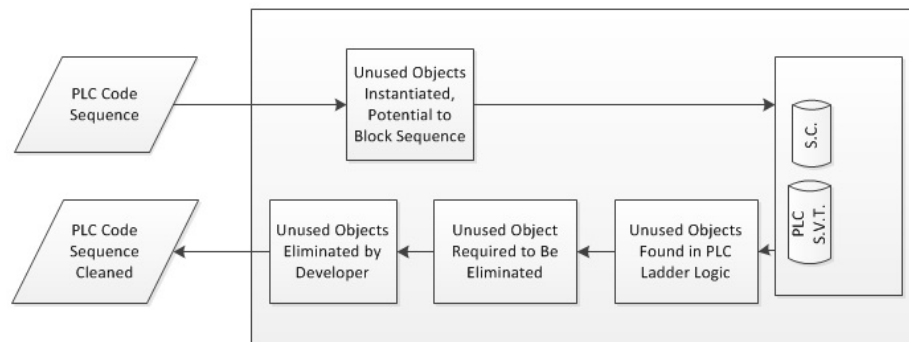 PLC Code
Sequence
Unused Objects
Instantiated,
Potential to
Block Sequence
S.C.
PLC
S.V.T.
PLC Code
Sequence
Cleaned
Unused Objects
Eliminated by
Developer
Unused Object
Required to Be
Eliminated
Unused Objects
Found in PLC
Ladder Logic